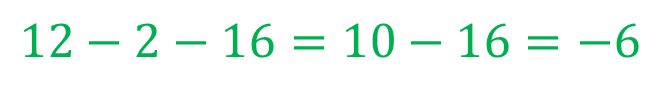 12 − 2 − 16 = 10 − 16 = −6